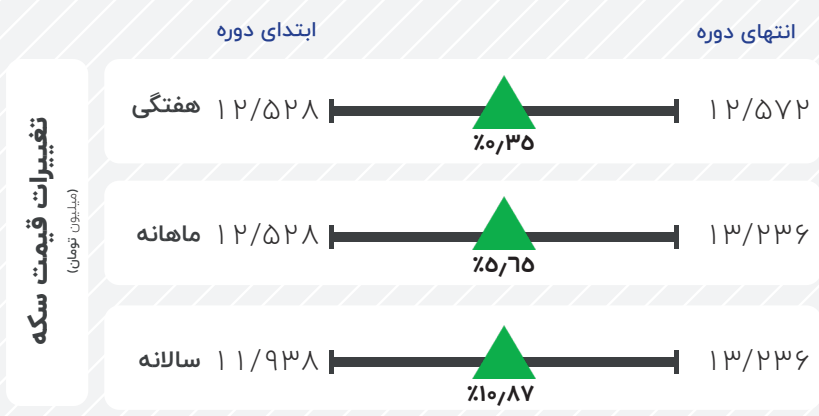 تغییرات قیمت سکه
(میلیون تومان)
ابتدای دوره
انتهای دوره
هفتگی ۱۲/۵۲۸ ۱۲/۵۷۲
٪۰٫۳۵
ماهانه ۱۲/۵۲۸ ۱۳/۲۳۶
٪۵٫٦۵
سالانه ۱۱/۹۳۸ ۱۳/۲۳۶
٪۱۰٫۸۷